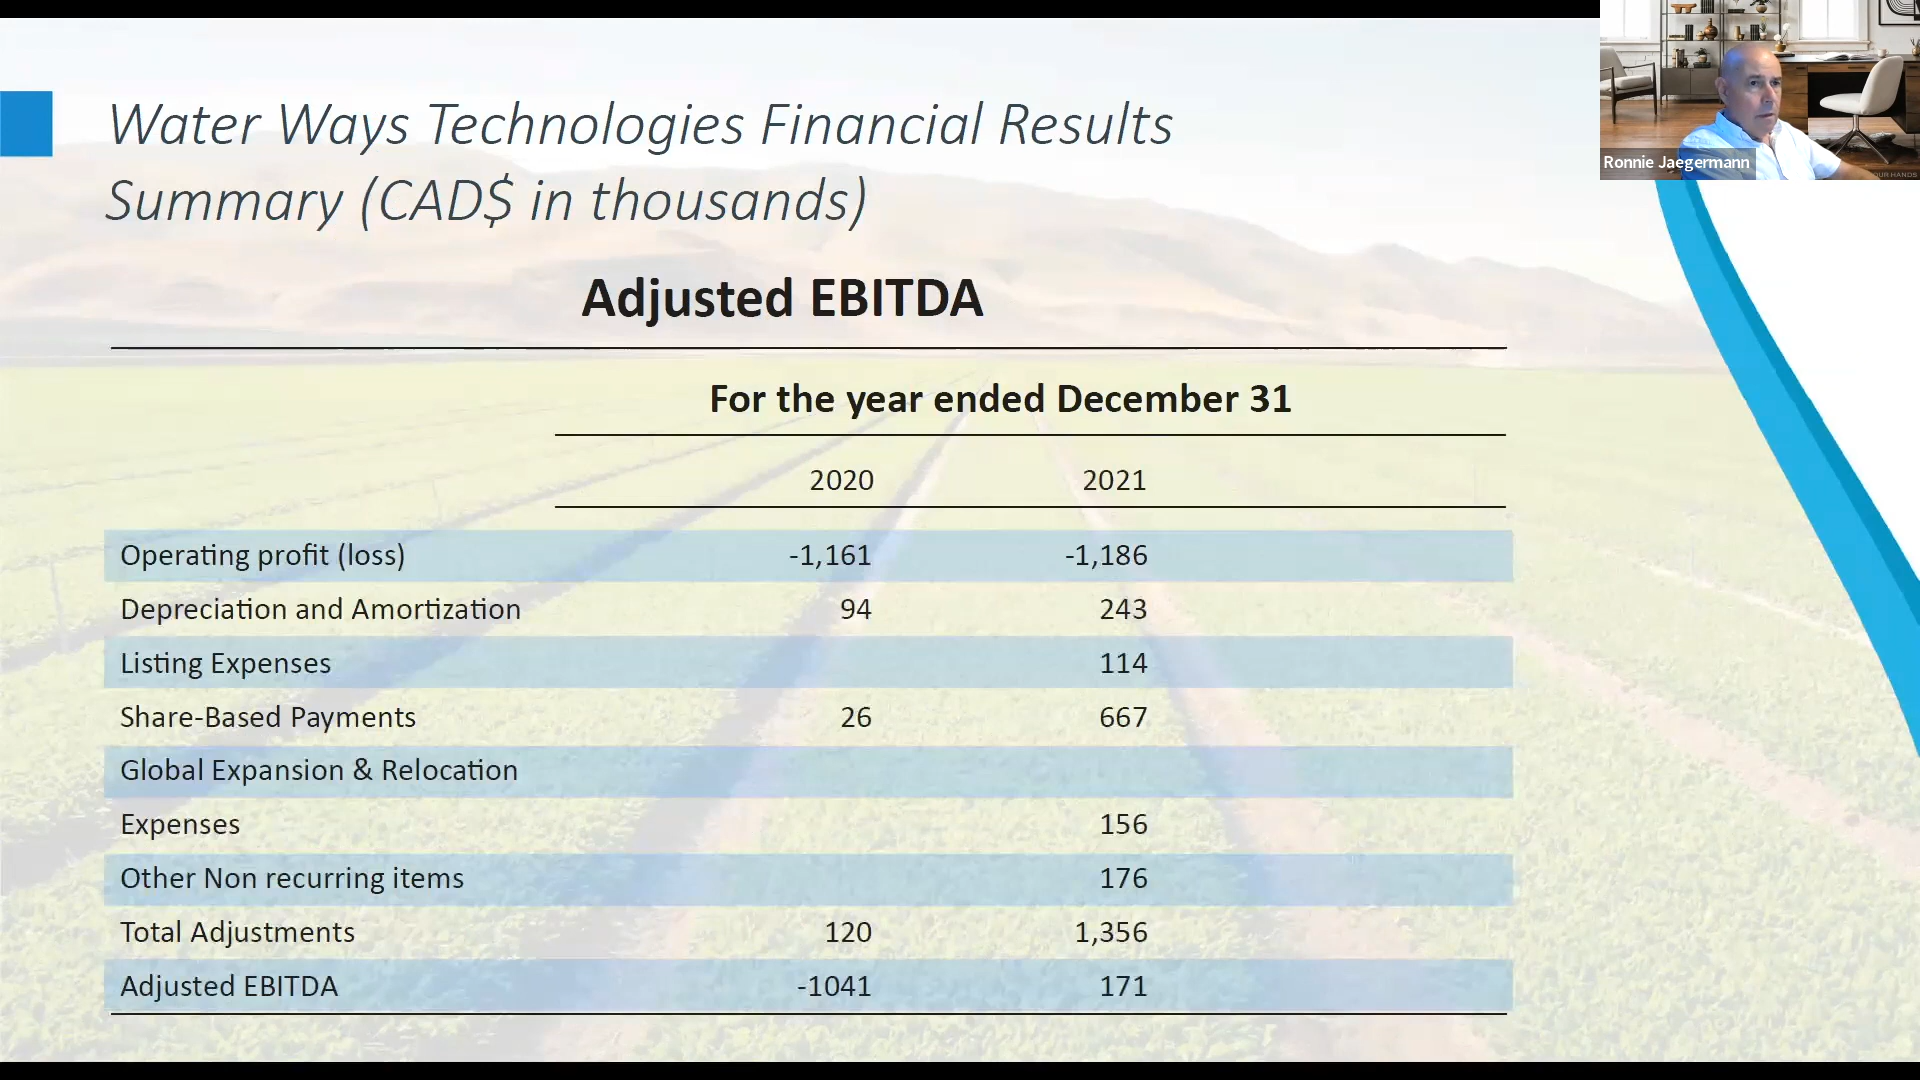 Water Ways Technologies Financial Results
Summary (CAD$ in thousands)
Ronnie Jaegermann
OUR HANDS
Adjusted EBITDA
For the year ended December 31
2020 2021
Operating profit (loss) -1,161 -1,186
Depreciation and Amortization 94 243
Listing Expenses 114
Share-Based Payments 26 667
Global Expansion & Relocation
Expenses 156
Other Non recurring items 176
Total Adjustments 120 1,356
Adjusted EBITDA -1041 171